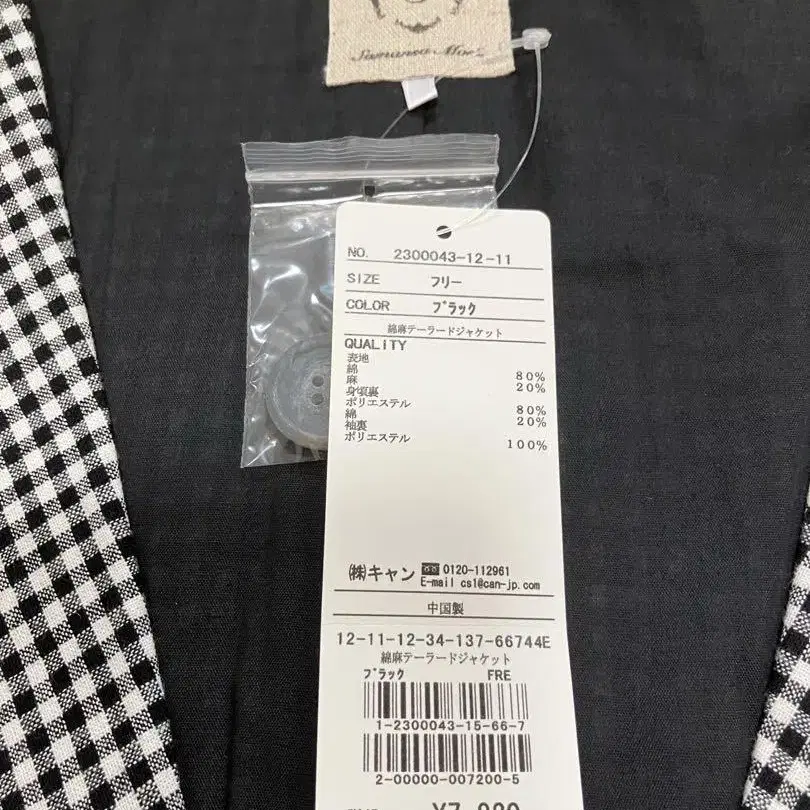 Samansa Mos
NO. 2300043-12-11
SIZE フリー
COLOR ブラック
綿麻テーラードジャケット
QUALITY
表地
綿 80%
麻 20%
身頃裏
ポリエステル 80%
綿 20%
袖裏
ポリエステル 100%
(株)キャン 0120-112961
E-mail cs1@can-jp.com
中国製
12-11-12-34-137-66744E
綿麻テーラードジャケット
ブラック FRE
1-2300043-15-66-7
2-00000-007200-5